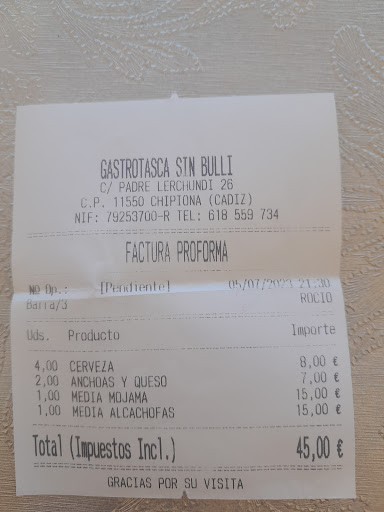 GASTROTASCA STN BULLI
C/ PADRE LERCHUNDI 26
C.P. 11550 CHIPIONA (CADIZ)
NIF: 79253700-R TEL: 618 559 734
FACTURA PROFORMA
NO Op.: [Pendiente] 05/07/2023 21:30
Barra/3 ROCIO
Uds. Producto Importe
4,00 CERVEZA 8,00 €
2,00 ANCHOAS Y QUESO 7,00 €
1,00 MEDIA MOJAMA 15,00 €
1,00 MEDIA ALCACHOFAS 15,00 €
Total (Impuestos Incl.) 45,00 €
GRACIAS POR SU VISITA